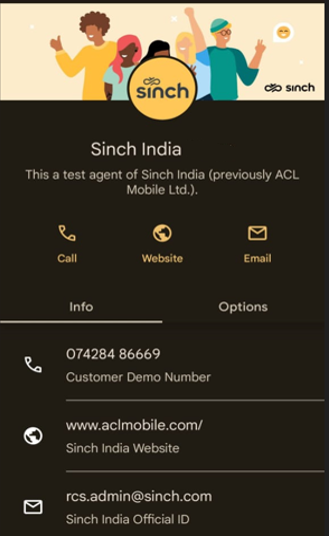 sinch
sinch
Sinch India
This a test agent of Sinch India (previously ACL
Mobile Ltd.).
Call
Website
Email
Info
Options
074284 86669
Customer Demo Number
www.aclmobile.com/
Sinch India Website
rcs.admin@sinch.com
Sinch India Official ID